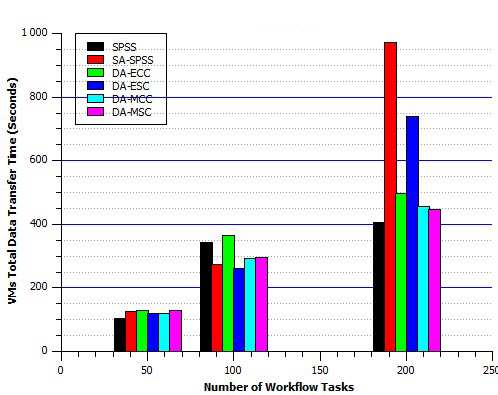 1 000
800
600
400
200
0
VMs Total Data Transfer Time (Seconds)
SPSS
SA-SPSS
DA-ECC
DA-ESC
DA-MCC
DA-MSC
0 50 100 150 200 250
Number of Workflow Tasks